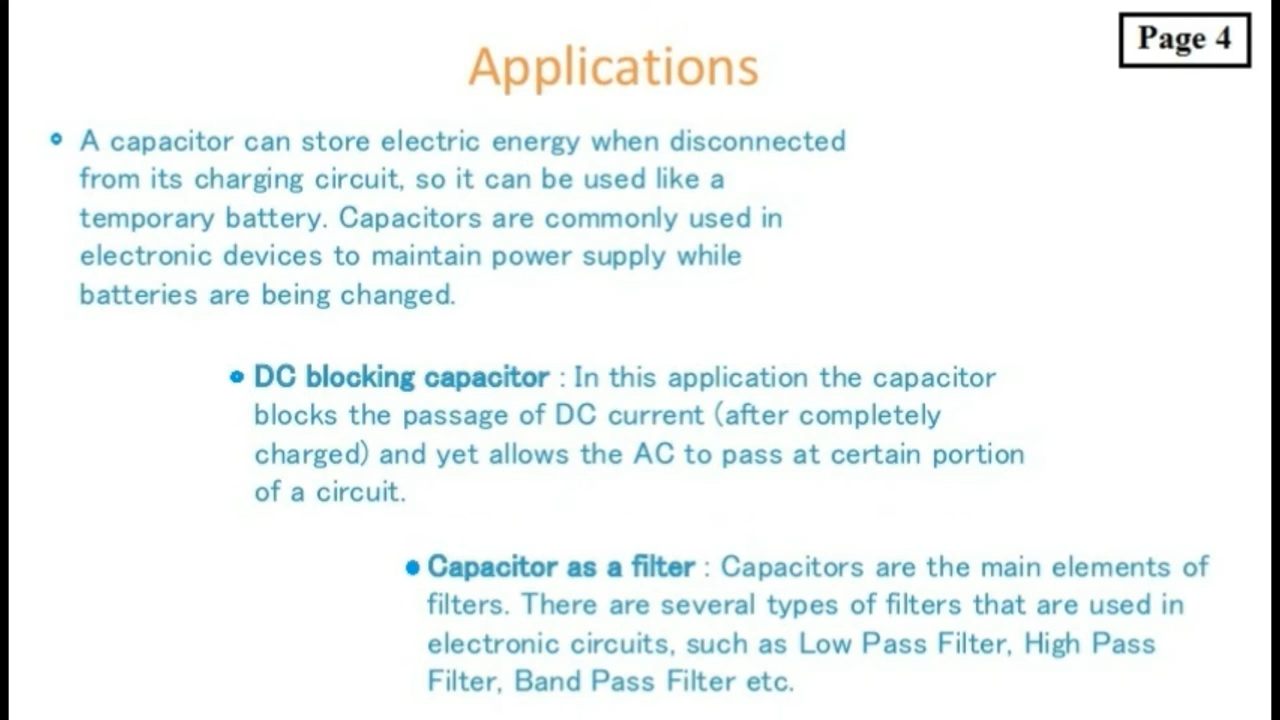 Page 4
Applications
A capacitor can store electric energy when disconnected
from its charging circuit, so it can be used like a
temporary battery. Capacitors are commonly used in
electronic devices to maintain power supply while
batteries are being changed.
DC blocking capacitor : In this application the capacitor
blocks the passage of DC current (after completely
charged) and yet allows the AC to pass at certain portion
of a circuit.
Capacitor as a filter : Capacitors are the main elements of
filters. There are several types of filters that are used in
electronic circuits, such as Low Pass Filter, High Pass
Filter, Band Pass Filter etc.